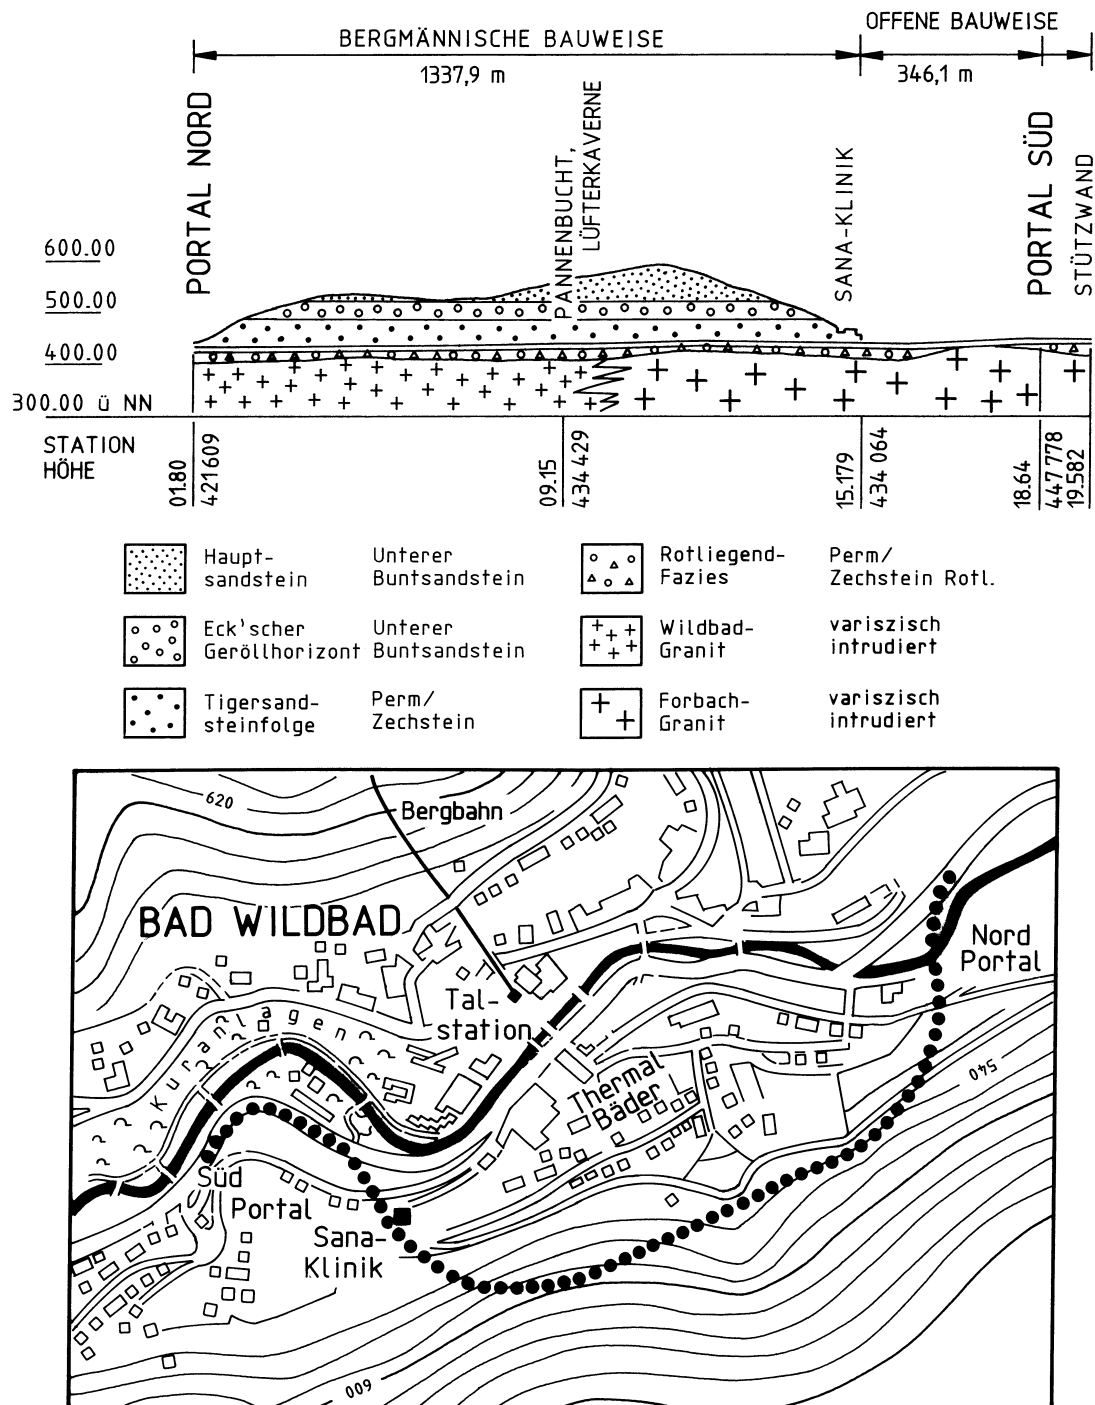 OFFENE BAUWEISE
BERGMÄNNISCHE BAUWEISE
1337,9 m
346,1 m
PORTAL NORD
PANNENBUCHT,
LÜFTERKAVERNE
SANA-KLINIK
PORTAL SÜD
STÜTZWAND
600.00
500.00
400.00
300.00 ü NN
STATION
HÖHE
01.80
421609
09.15
434 429
15.179
434 064
18.64
447 778
19.582
Haupt-
sandstein
Unterer
Buntsandstein
Rotliegend-
Fazies
Perm/
Zechstein Rotl.
Eck'scher
Geröllhorizont
Unterer
Buntsandstein
Wildbad-
Granit
variszisch
intrudiert
Tigersand-
steinfolge
Perm/
Zechstein
Forbach-
Granit
variszisch
intrudiert
620
Bergbahn
BAD WILDBAD
Nord
Portal
Tal-
station
Kuranlagen
Thermal
Bäder
540
Süd
Portal
Sana-
Klinik
600